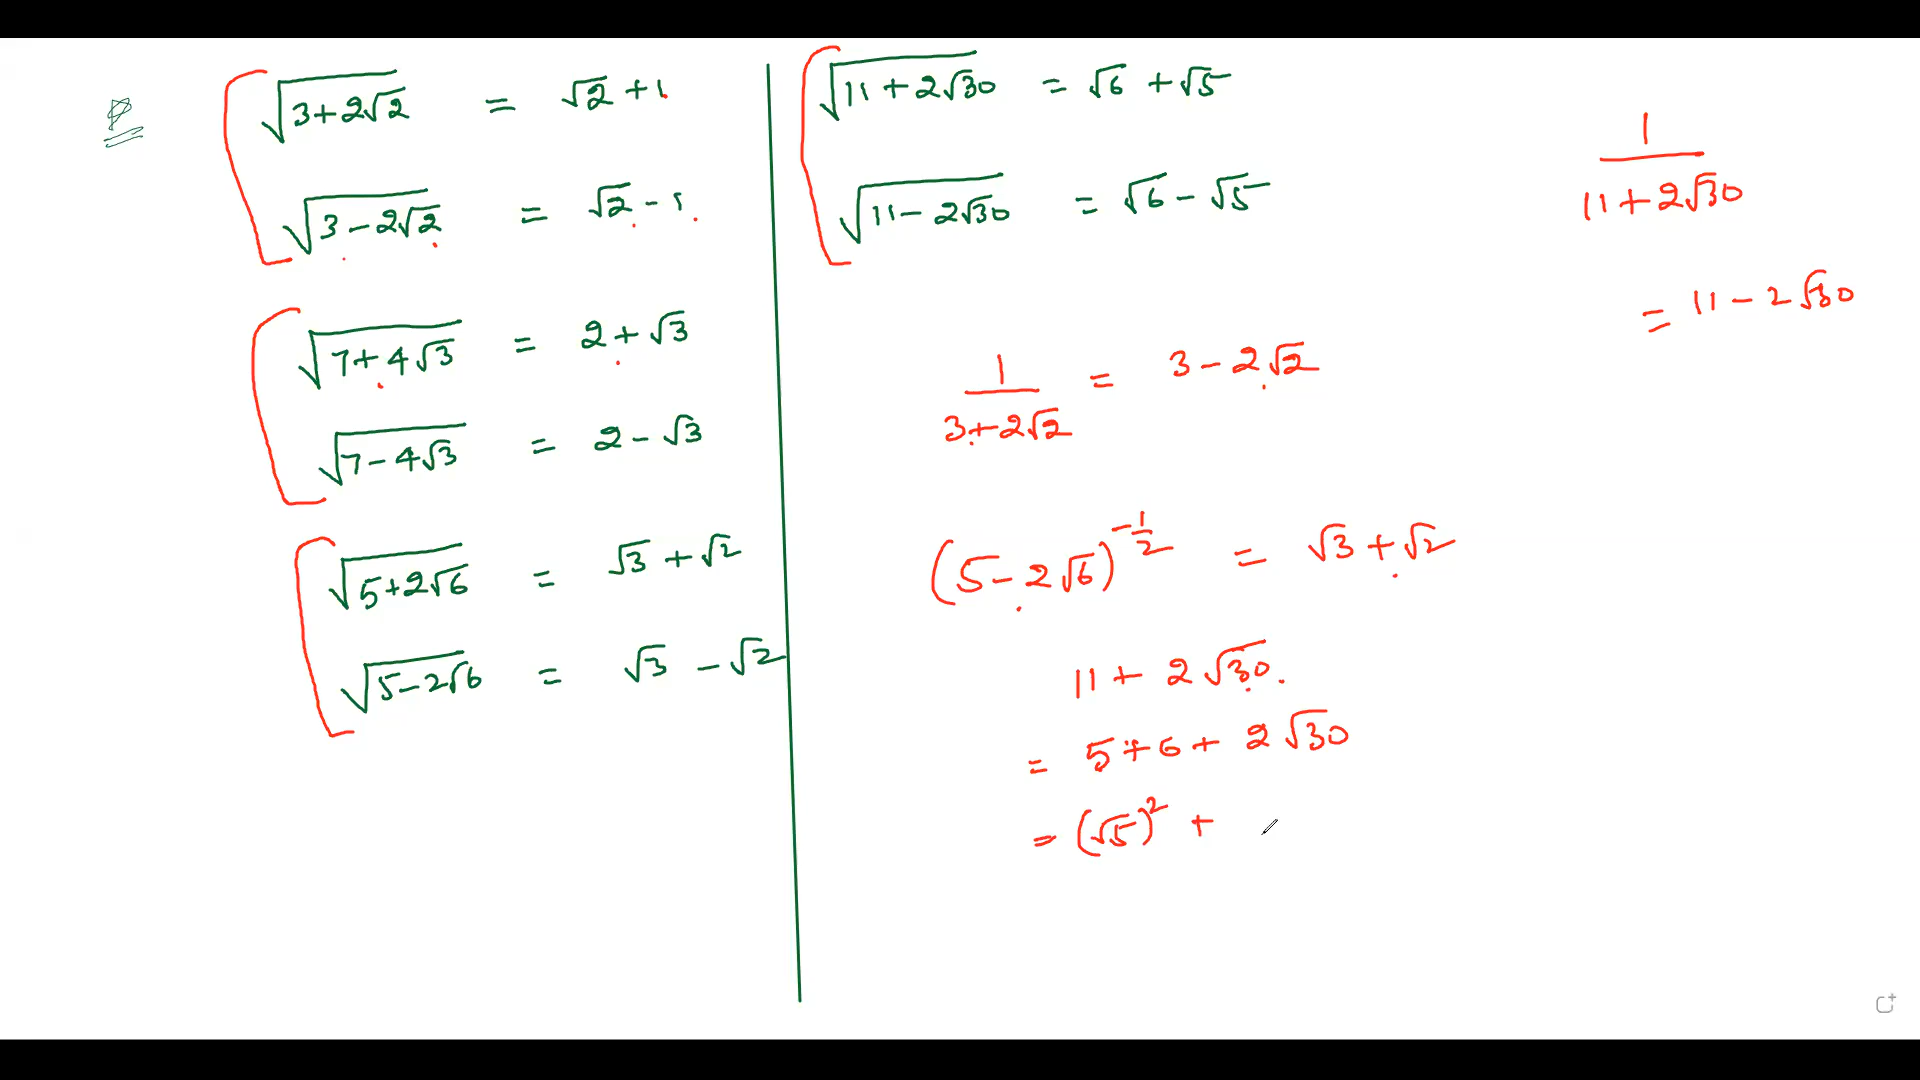 √(3+2√2) = √2 + 1
√(3-2√2) = √2 - 1
√(7+4√3) = 2 + √3
√(7-4√3) = 2 - √3
√(5+2√6) = √3 + √2
√(5-2√6) = √3 - √2
√(11+2√30) = √6 + √5
√(11-2√30) = √6 - √5
1/(3+2√2) = 3 - 2√2
(5-2√6)^(-1/2) = √3 + √2
11 + 2√30
= 5+6+ 2√30
= (√5)² +
1/(11+2√30)
= 11 - 2√30